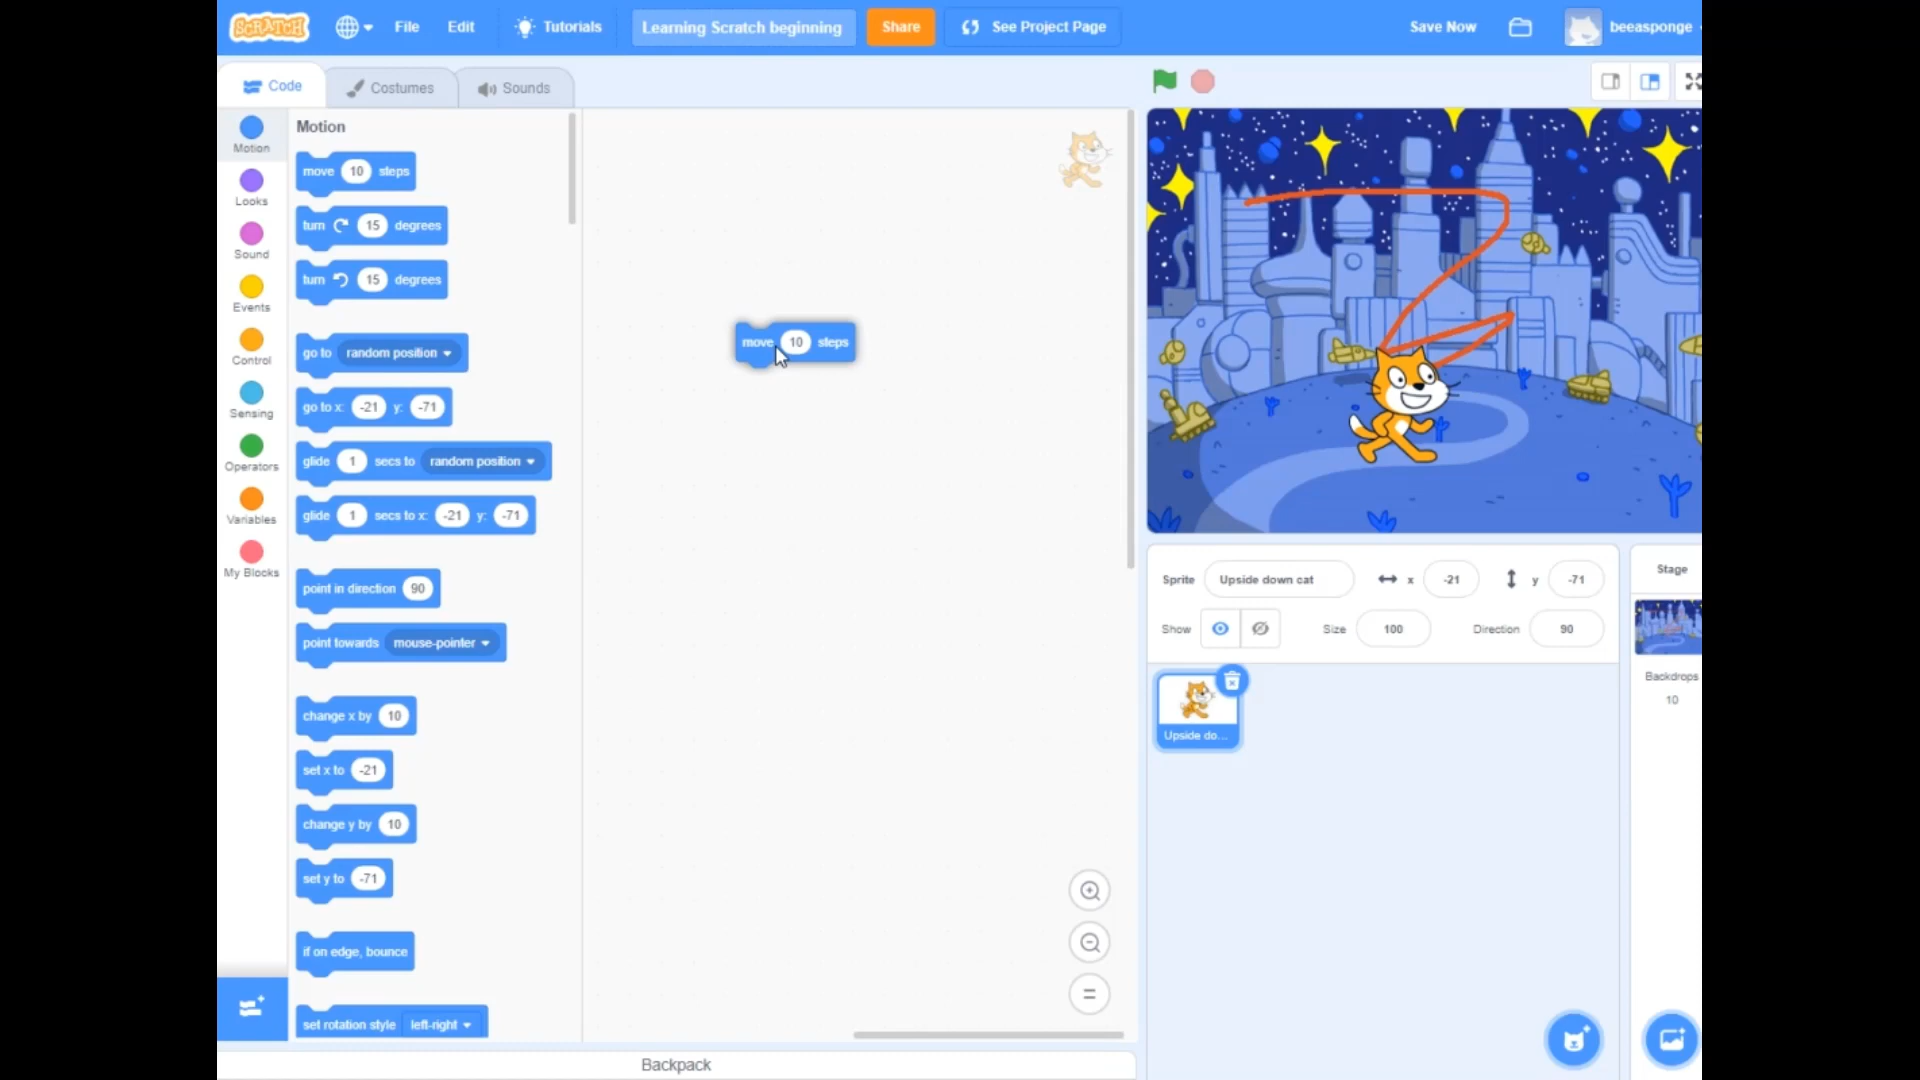 SCRATCH
File
Edit
Tutorials
Learning Scratch beginning
Share
See Project Page
Save Now
beeasponge
Code
Costumes
Sounds
Motion
Looks
Sound
Events
Control
Sensing
Operators
Variables
My Blocks
Motion
move 10 steps
turn 15 degrees
turn 15 degrees
go to random position
go to x: -21 y: -71
glide 1 secs to random position
glide 1 secs to x: -21 y: -71
point in direction 90
point towards mouse-pointer
change x by 10
set x to -21
change y by 10
set y to -71
if on edge, bounce
set rotation style left-right
move 10 steps
Backpack
Sprite Upside down cat x -21 y -71
Show Size 100 Direction 90
Upside do...
Stage
Backdrops
10